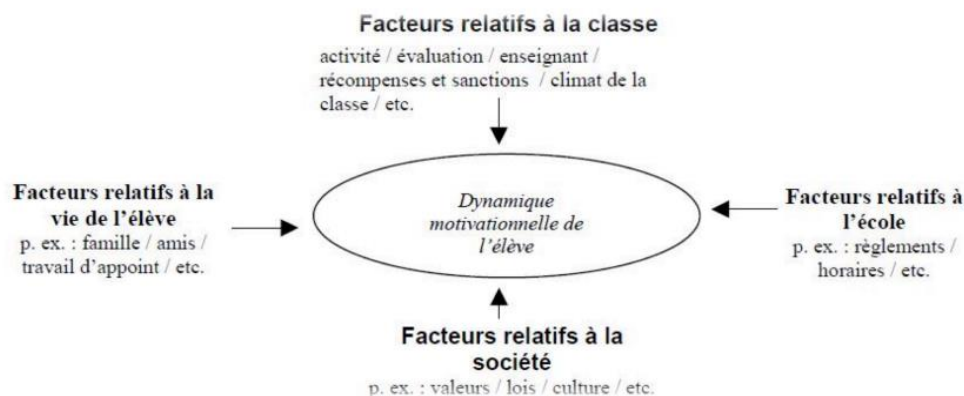 Facteurs relatifs à la classe
activité / évaluation / enseignant /
récompenses et sanctions / climat de la
classe / etc.
Facteurs relatifs à la
vie de l'élève
p. ex. : famille / amis /
travail d'appoint / etc.
Dynamique
motivationnelle de
l'élève
Facteurs relatifs à
l'école
p. ex. : règlements /
horaires / etc.
Facteurs relatifs à la
société
p. ex. : valeurs / lois / culture / etc.